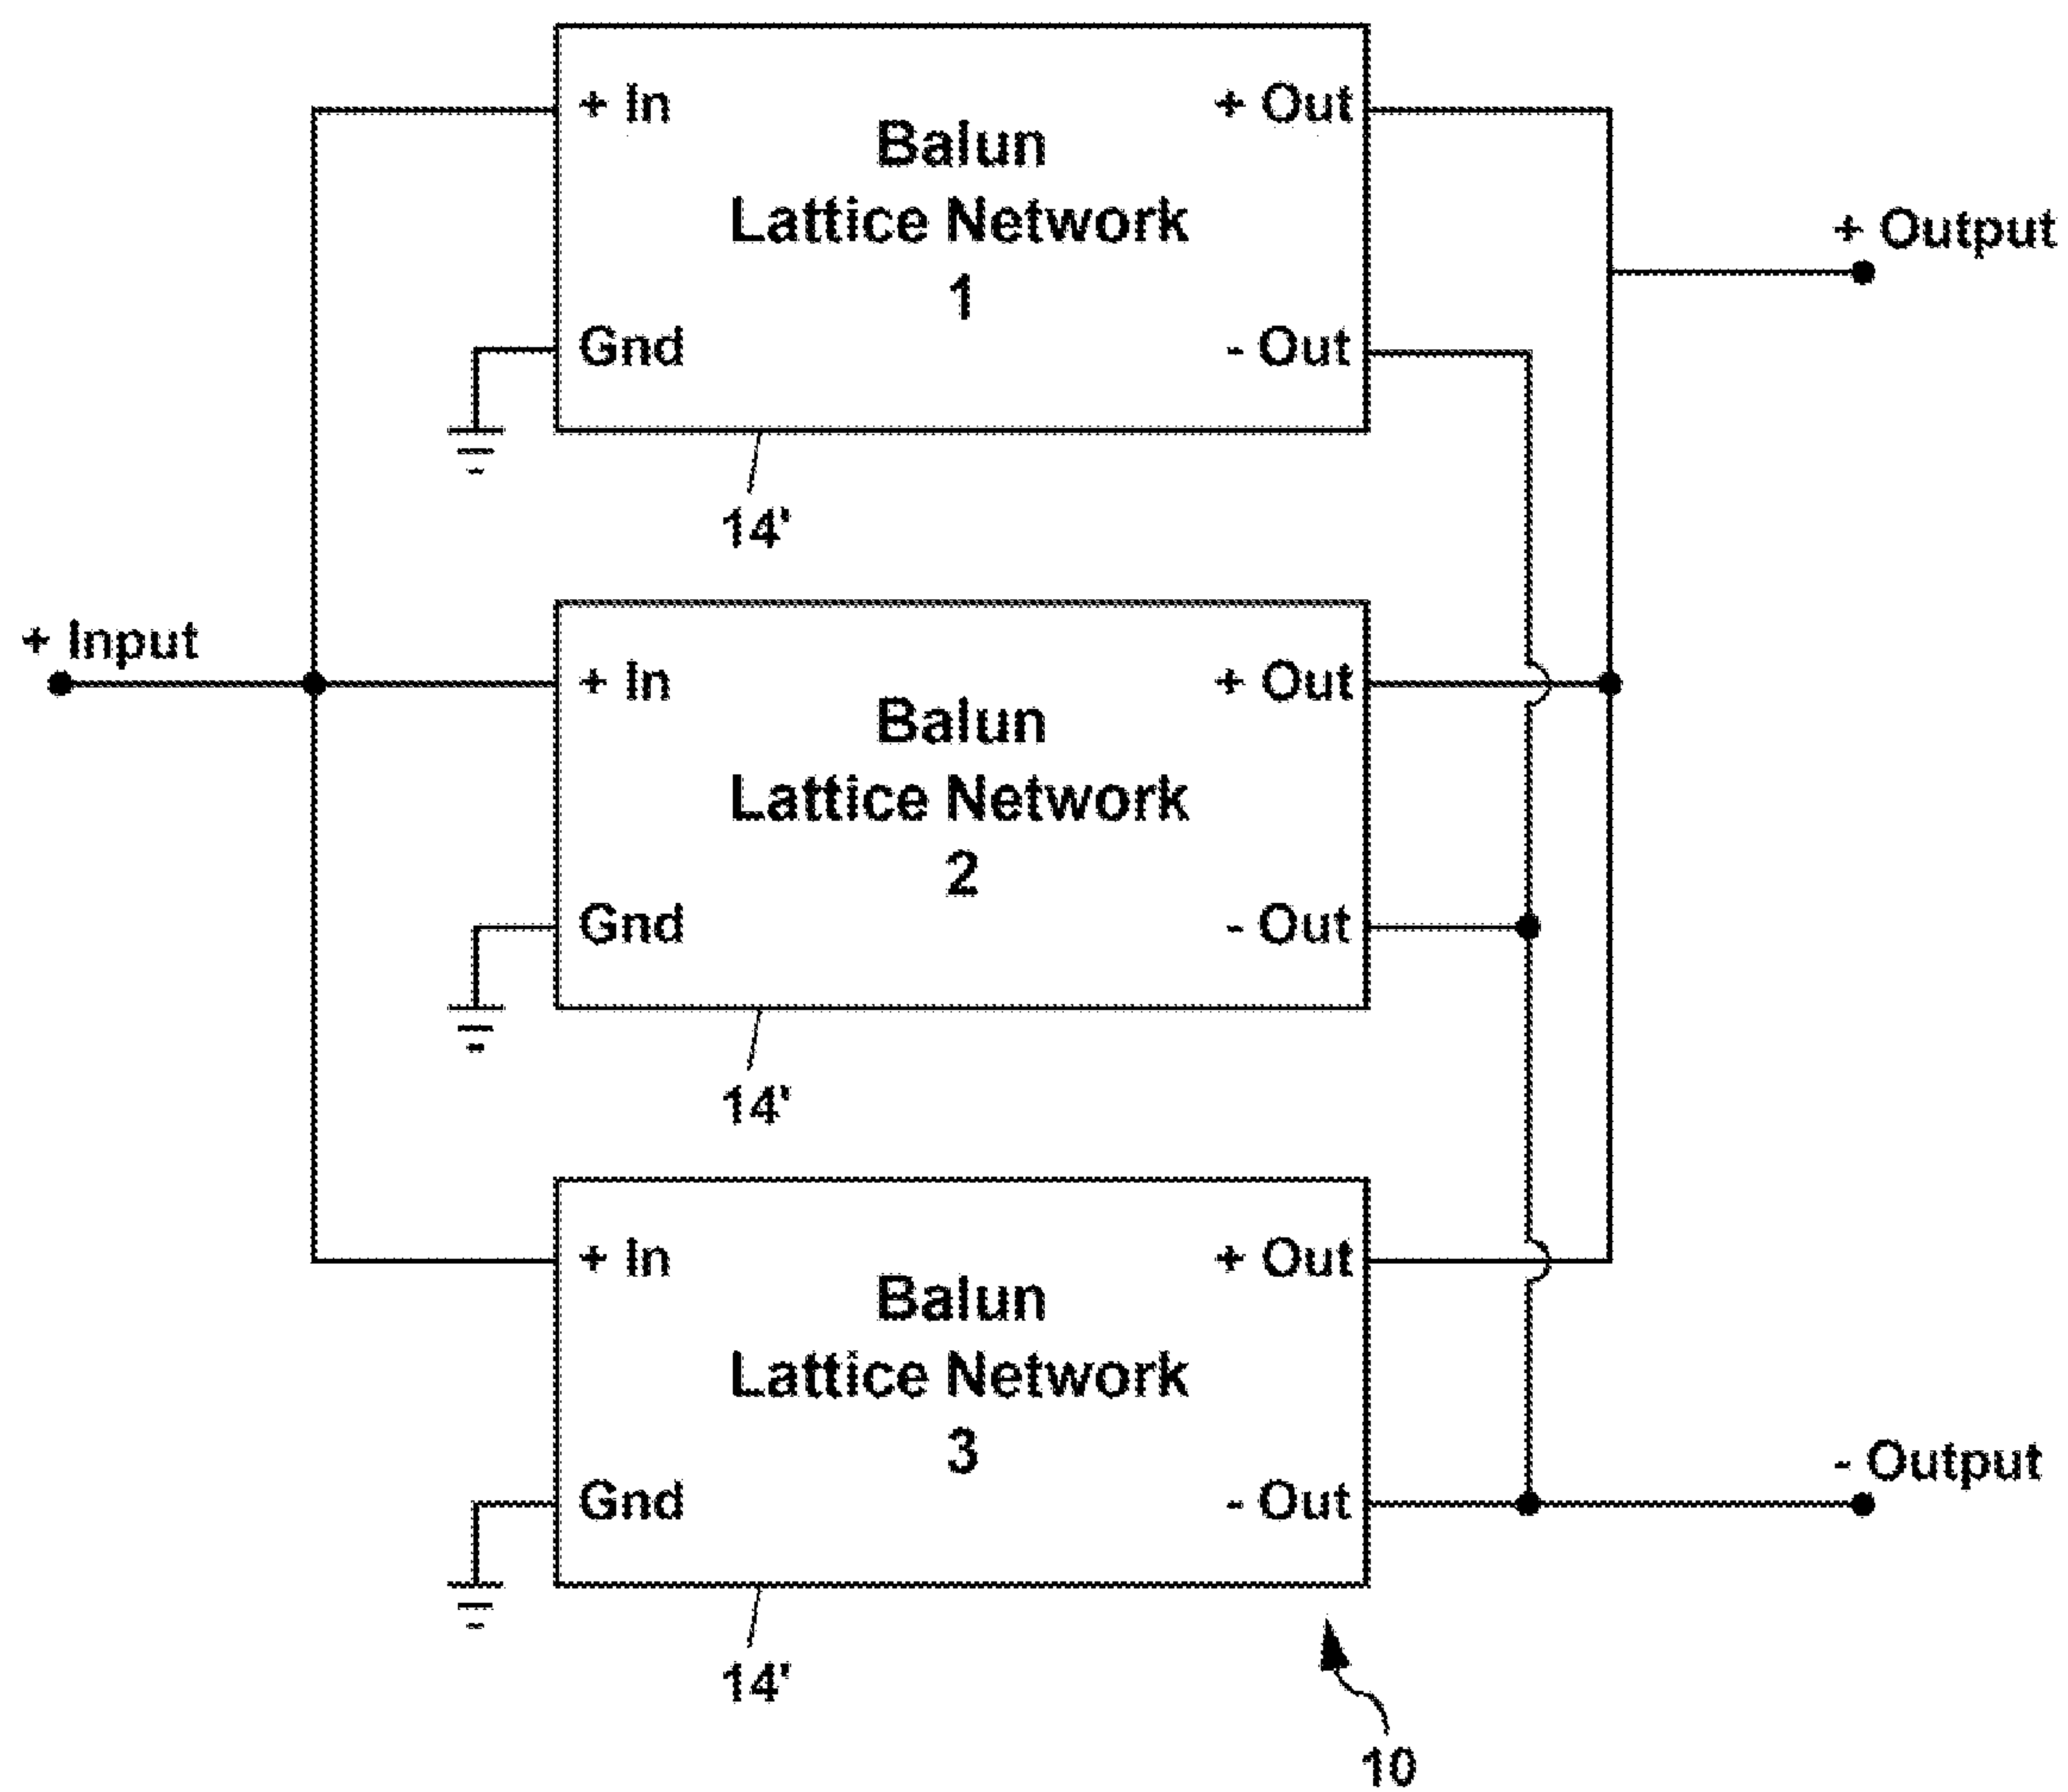 + In
+ Out
Balun
Lattice Network
1
Gnd
- Out
14'
+ Output
+ Input
+ In
+ Out
Balun
Lattice Network
2
Gnd
- Out
14'
+ In
+ Out
Balun
Lattice Network
3
Gnd
- Out
14'
- Output
10